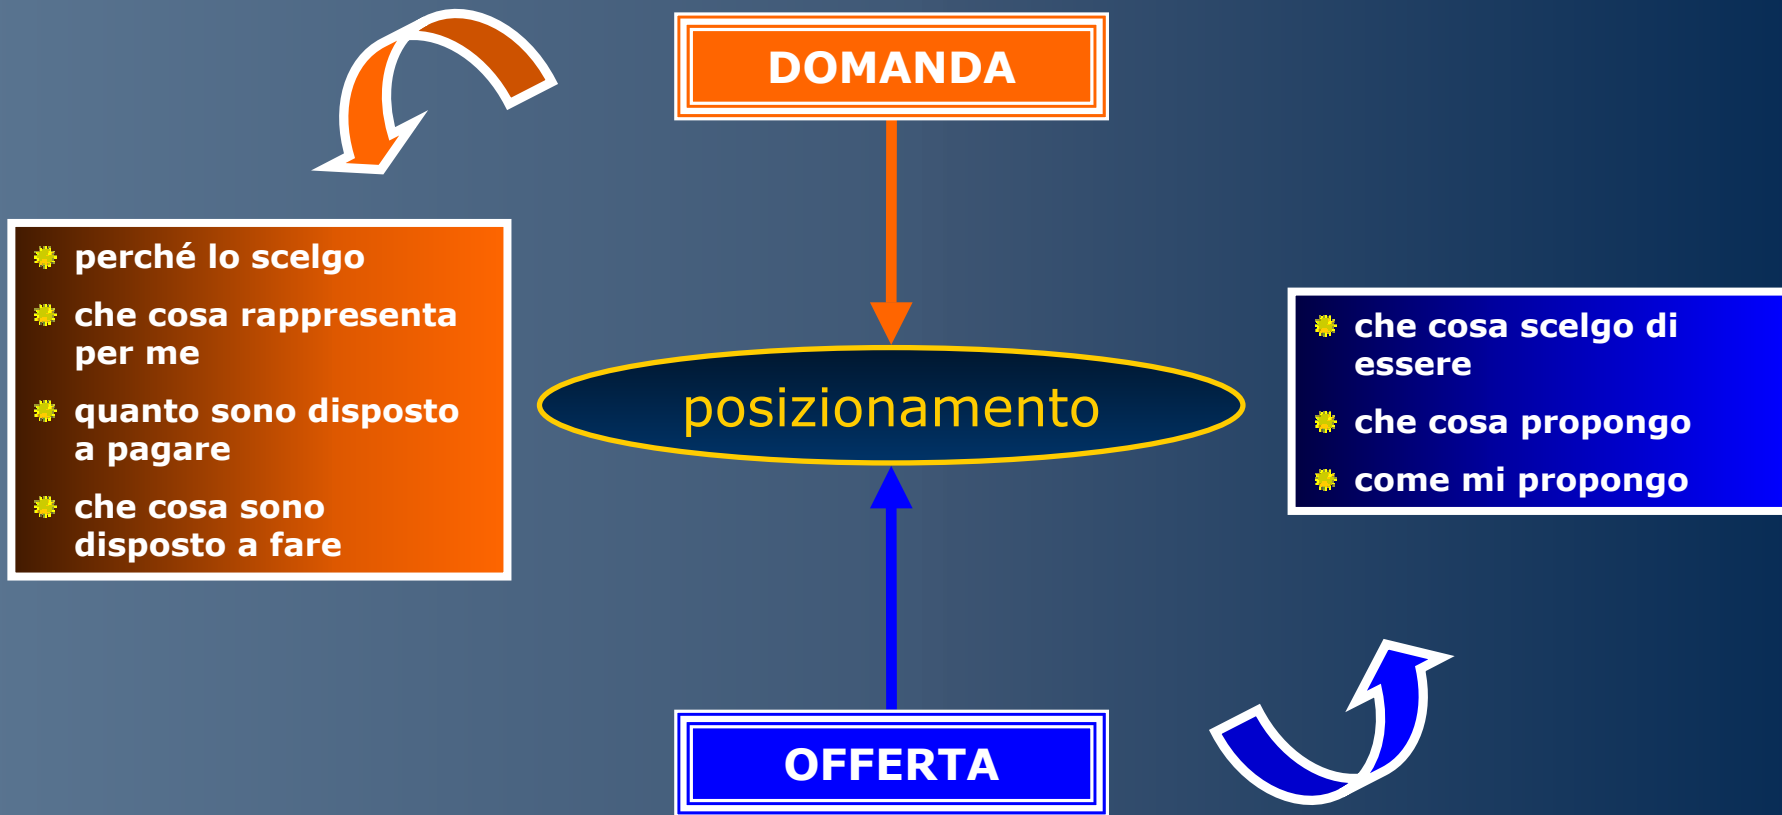 DOMANDA
perché lo scelgo
che cosa rappresenta
per me
quanto sono disposto
a pagare
che cosa sono
disposto a fare
posizionamento
che cosa scelgo di
essere
che cosa propongo
come mi propongo
OFFERTA